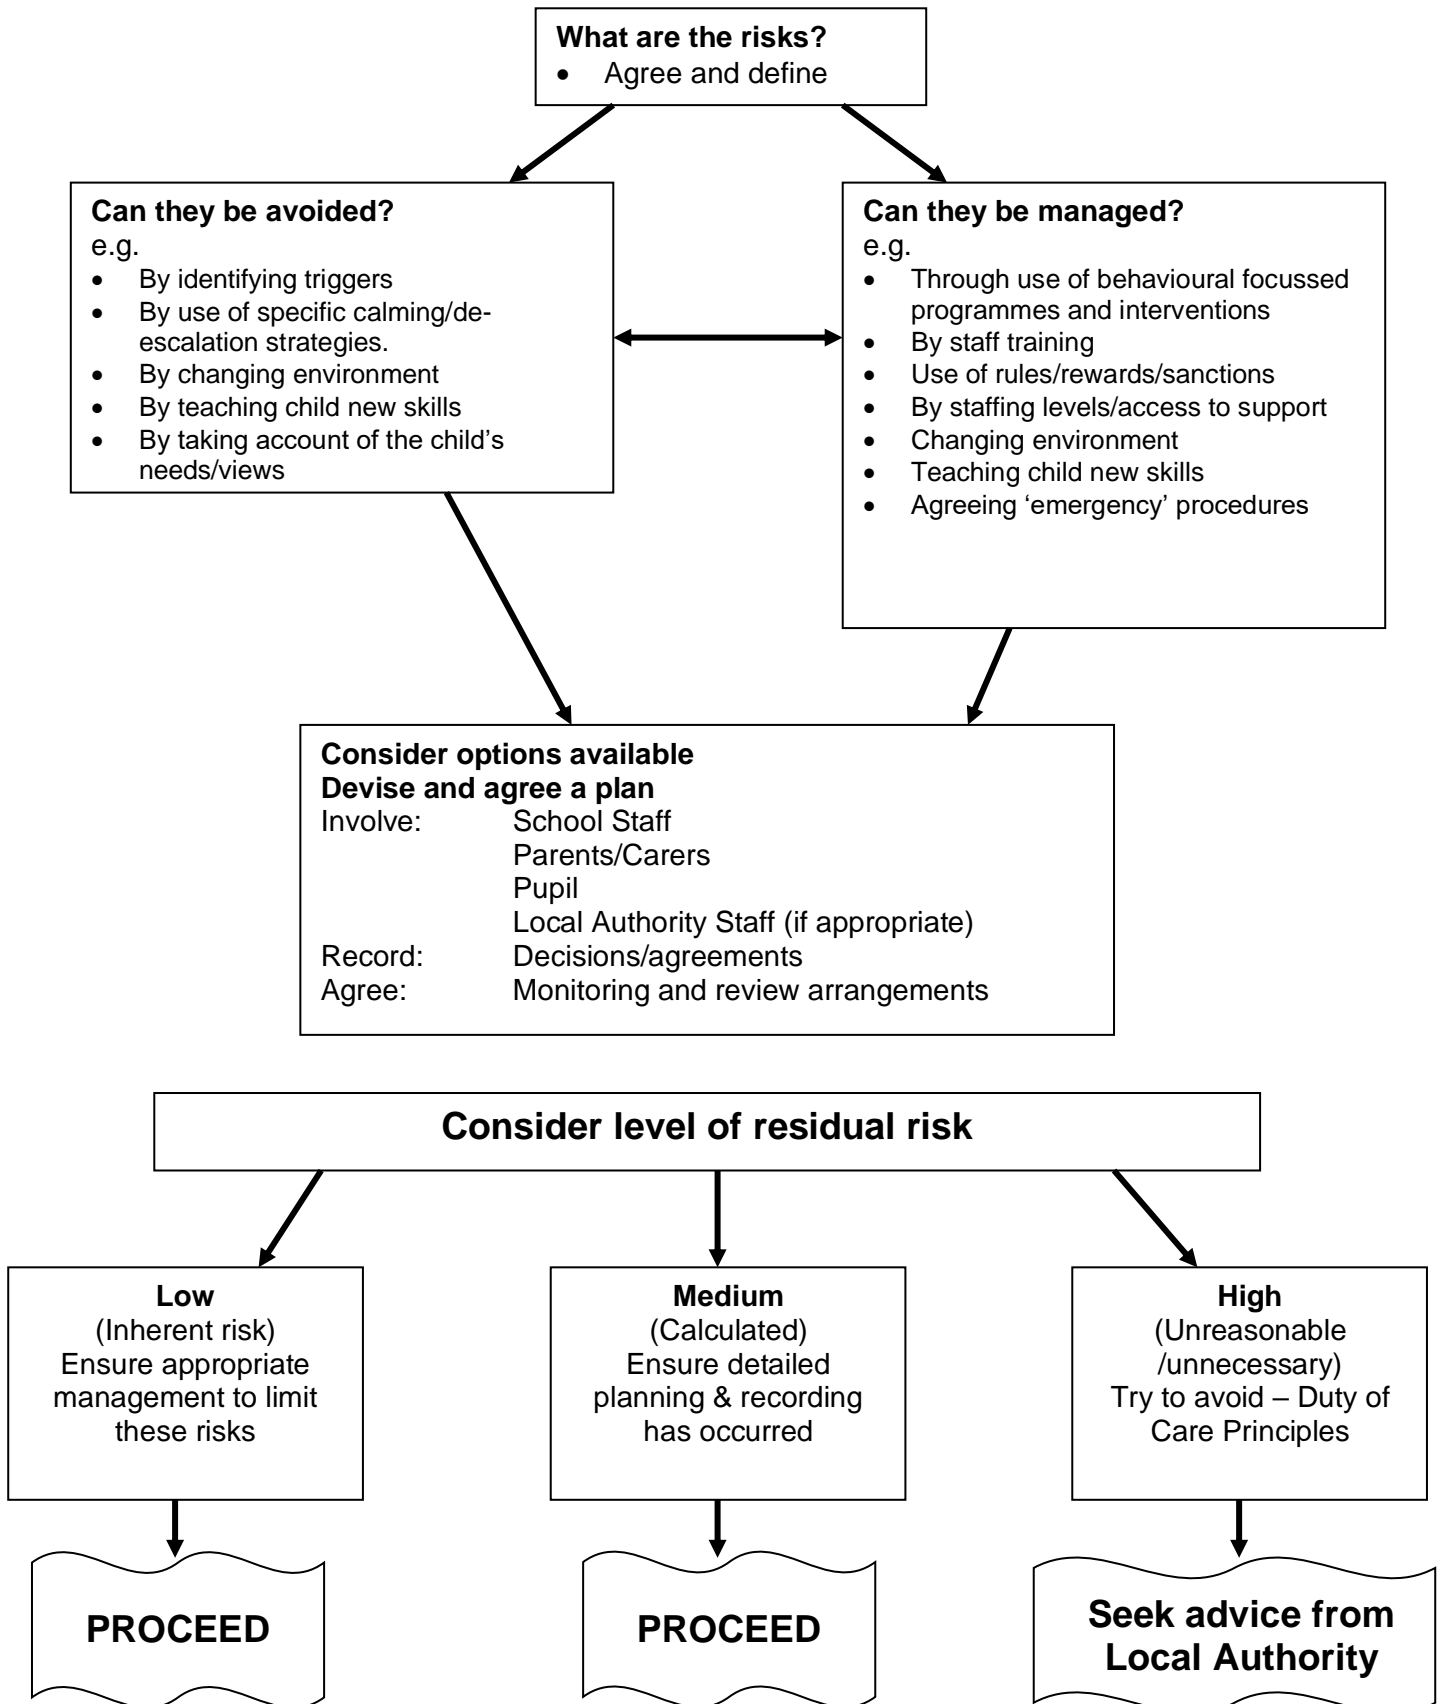 What are the risks?
• Agree and define
Can they be avoided?
e.g.
• By identifying triggers
• By use of specific calming/de-
escalation strategies.
• By changing environment
• By teaching child new skills
• By taking account of the child’s
needs/views
Can they be managed?
e.g.
• Through use of behavioural focussed
programmes and interventions
• By staff training
• Use of rules/rewards/sanctions
• By staffing levels/access to support
• Changing environment
• Teaching child new skills
• Agreeing ‘emergency’ procedures
Consider options available
Devise and agree a plan
Involve: School Staff
Parents/Carers
Pupil
Local Authority Staff (if appropriate)
Record: Decisions/agreements
Agree: Monitoring and review arrangements
Consider level of residual risk
Low
(Inherent risk)
Ensure appropriate
management to limit
these risks
Medium
(Calculated)
Ensure detailed
planning & recording
has occurred
High
(Unreasonable
/unnecessary)
Try to avoid – Duty of
Care Principles
PROCEED
PROCEED
Seek advice from
Local Authority